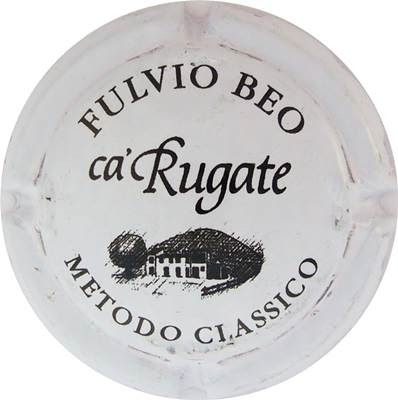 FULVIO BEO
ca' Rugate
METODO CLASSICO